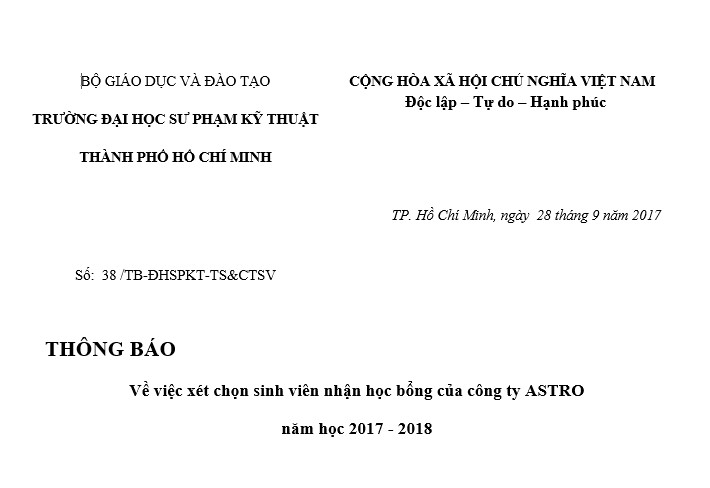 BỘ GIÁO DỤC VÀ ĐÀO TẠO
TRƯỜNG ĐẠI HỌC SƯ PHẠM KỸ THUẬT
THÀNH PHỐ HỒ CHÍ MINH
CỘNG HÒA XÃ HỘI CHỦ NGHĨA VIỆT NAM
Độc lập – Tự do – Hạnh phúc
TP. Hồ Chí Minh, ngày 28 tháng 9 năm 2017
Số: 38 /TB-ĐHSPKT-TS&CTSV
THÔNG BÁO
Về việc xét chọn sinh viên nhận học bổng của công ty ASTRO
năm học 2017 - 2018